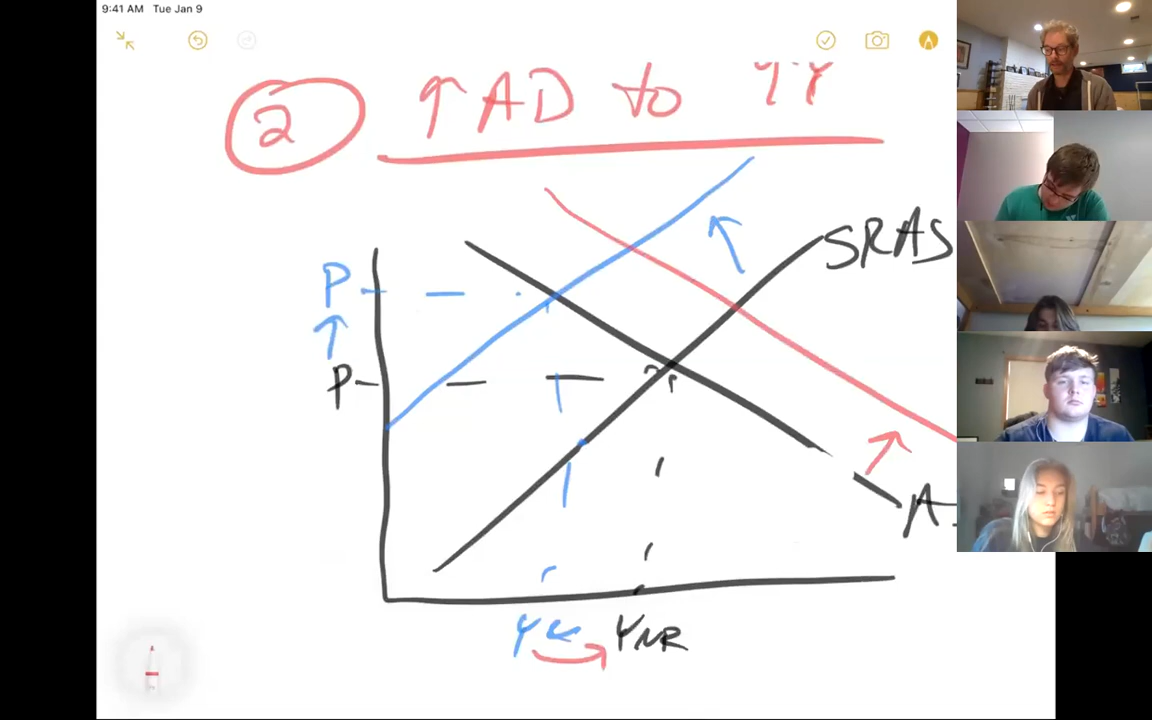 9:41 AM Tue Jan 9
2 ↑ AD to ↑Y
SRAS
P
↑
P
Y ← YNR